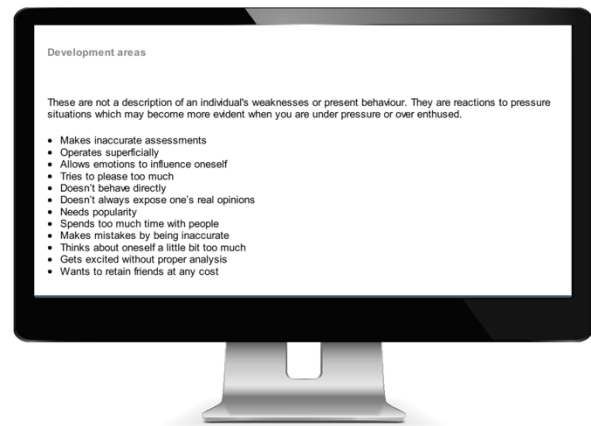 Development areas
These are not a description of an individual's weaknesses or present behaviour. They are reactions to pressure
situations which may become more evident when you are under pressure or over enthused.
• Makes inaccurate assessments
• Operates superficially
• Allows emotions to influence oneself
• Tries to please too much
• Doesn't behave directly
• Doesn't always expose one's real opinions
• Needs popularity
• Spends too much time with people
• Makes mistakes by being inaccurate
• Thinks about oneself a little bit too much
• Gets excited without proper analysis
• Wants to retain friends at any cost